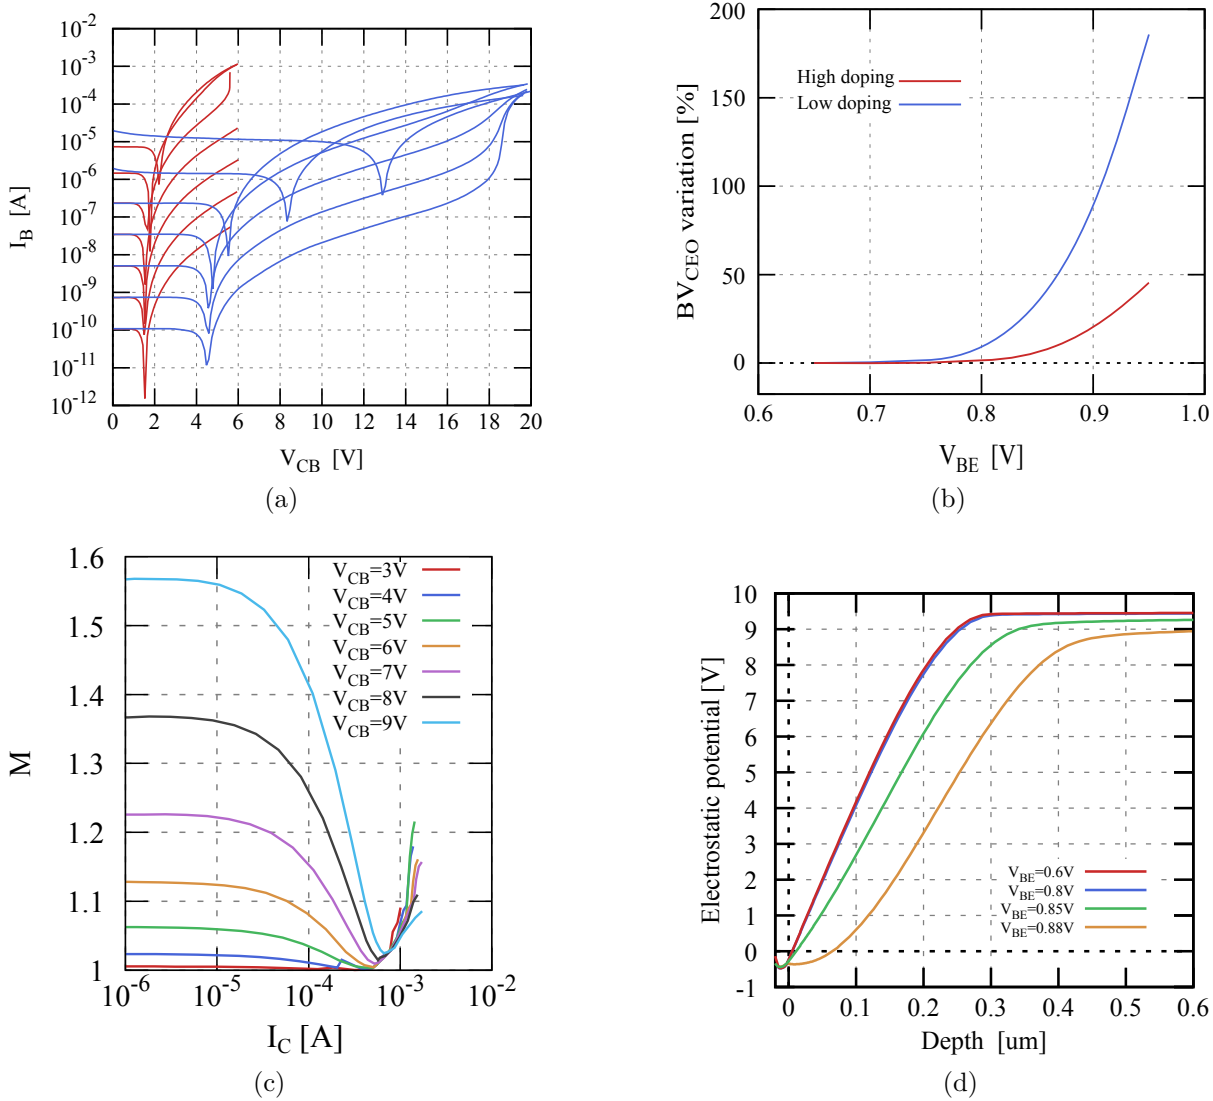 10^-2
10^-3
10^-4
10^-5
10^-6
10^-7
10^-8
10^-9
10^-10
10^-11
10^-12
I_B [A]
0 2 4 6 8 10 12 14 16 18 20
V_CB [V]
(a)
200
150
100
50
0
BV_CEO variation [%]
High doping
Low doping
0.6 0.7 0.8 0.9 1.0
V_BE [V]
(b)
1.6
1.5
1.4
1.3
1.2
1.1
1
M
V_CB=3V
V_CB=4V
V_CB=5V
V_CB=6V
V_CB=7V
V_CB=8V
V_CB=9V
10^-6 10^-5 10^-4 10^-3 10^-2
I_C [A]
(c)
10
9
8
7
6
5
4
3
2
1
0
-1
Electrostatic potential [V]
V_BE=0.6V
V_BE=0.8V
V_BE=0.85V
V_BE=0.88V
0 0.1 0.2 0.3 0.4 0.5 0.6
Depth [um]
(d)